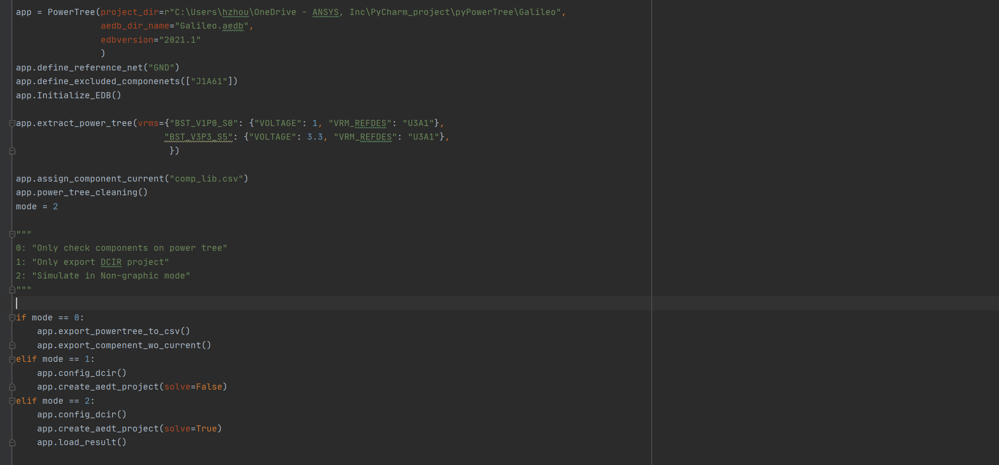 app = PowerTree(project_dir=r"C:\Users\hzhou\OneDrive - ANSYS, Inc\PyCharm_project\pyPowerTree\Galileo",
                aedb_dir_name="Galileo.aedb",
                edbversion="2021.1"
                )
app.define_reference_net("GND")
app.define_excluded_componenets(["J1A61"])
app.Initialize_EDB()

app.extract_power_tree(vrms={"BST_V1P0_S0": {"VOLTAGE": 1, "VRM_REFDES": "U3A1"},
                            "BST_V3P3_S5": {"VOLTAGE": 3.3, "VRM_REFDES": "U3A1"},
                             })

app.assign_component_current("comp_lib.csv")
app.power_tree_cleaning()
mode = 2

"""
0: "Only check components on power tree"
1: "Only export DCIR project"
2: "Simulate in Non-graphic mode"
"""

if mode == 0:
    app.export_powertree_to_csv()
    app.export_compenent_wo_current()
elif mode == 1:
    app.config_dcir()
    app.create_aedt_project(solve=False)
elif mode == 2:
    app.config_dcir()
    app.create_aedt_project(solve=True)
    app.load_result()